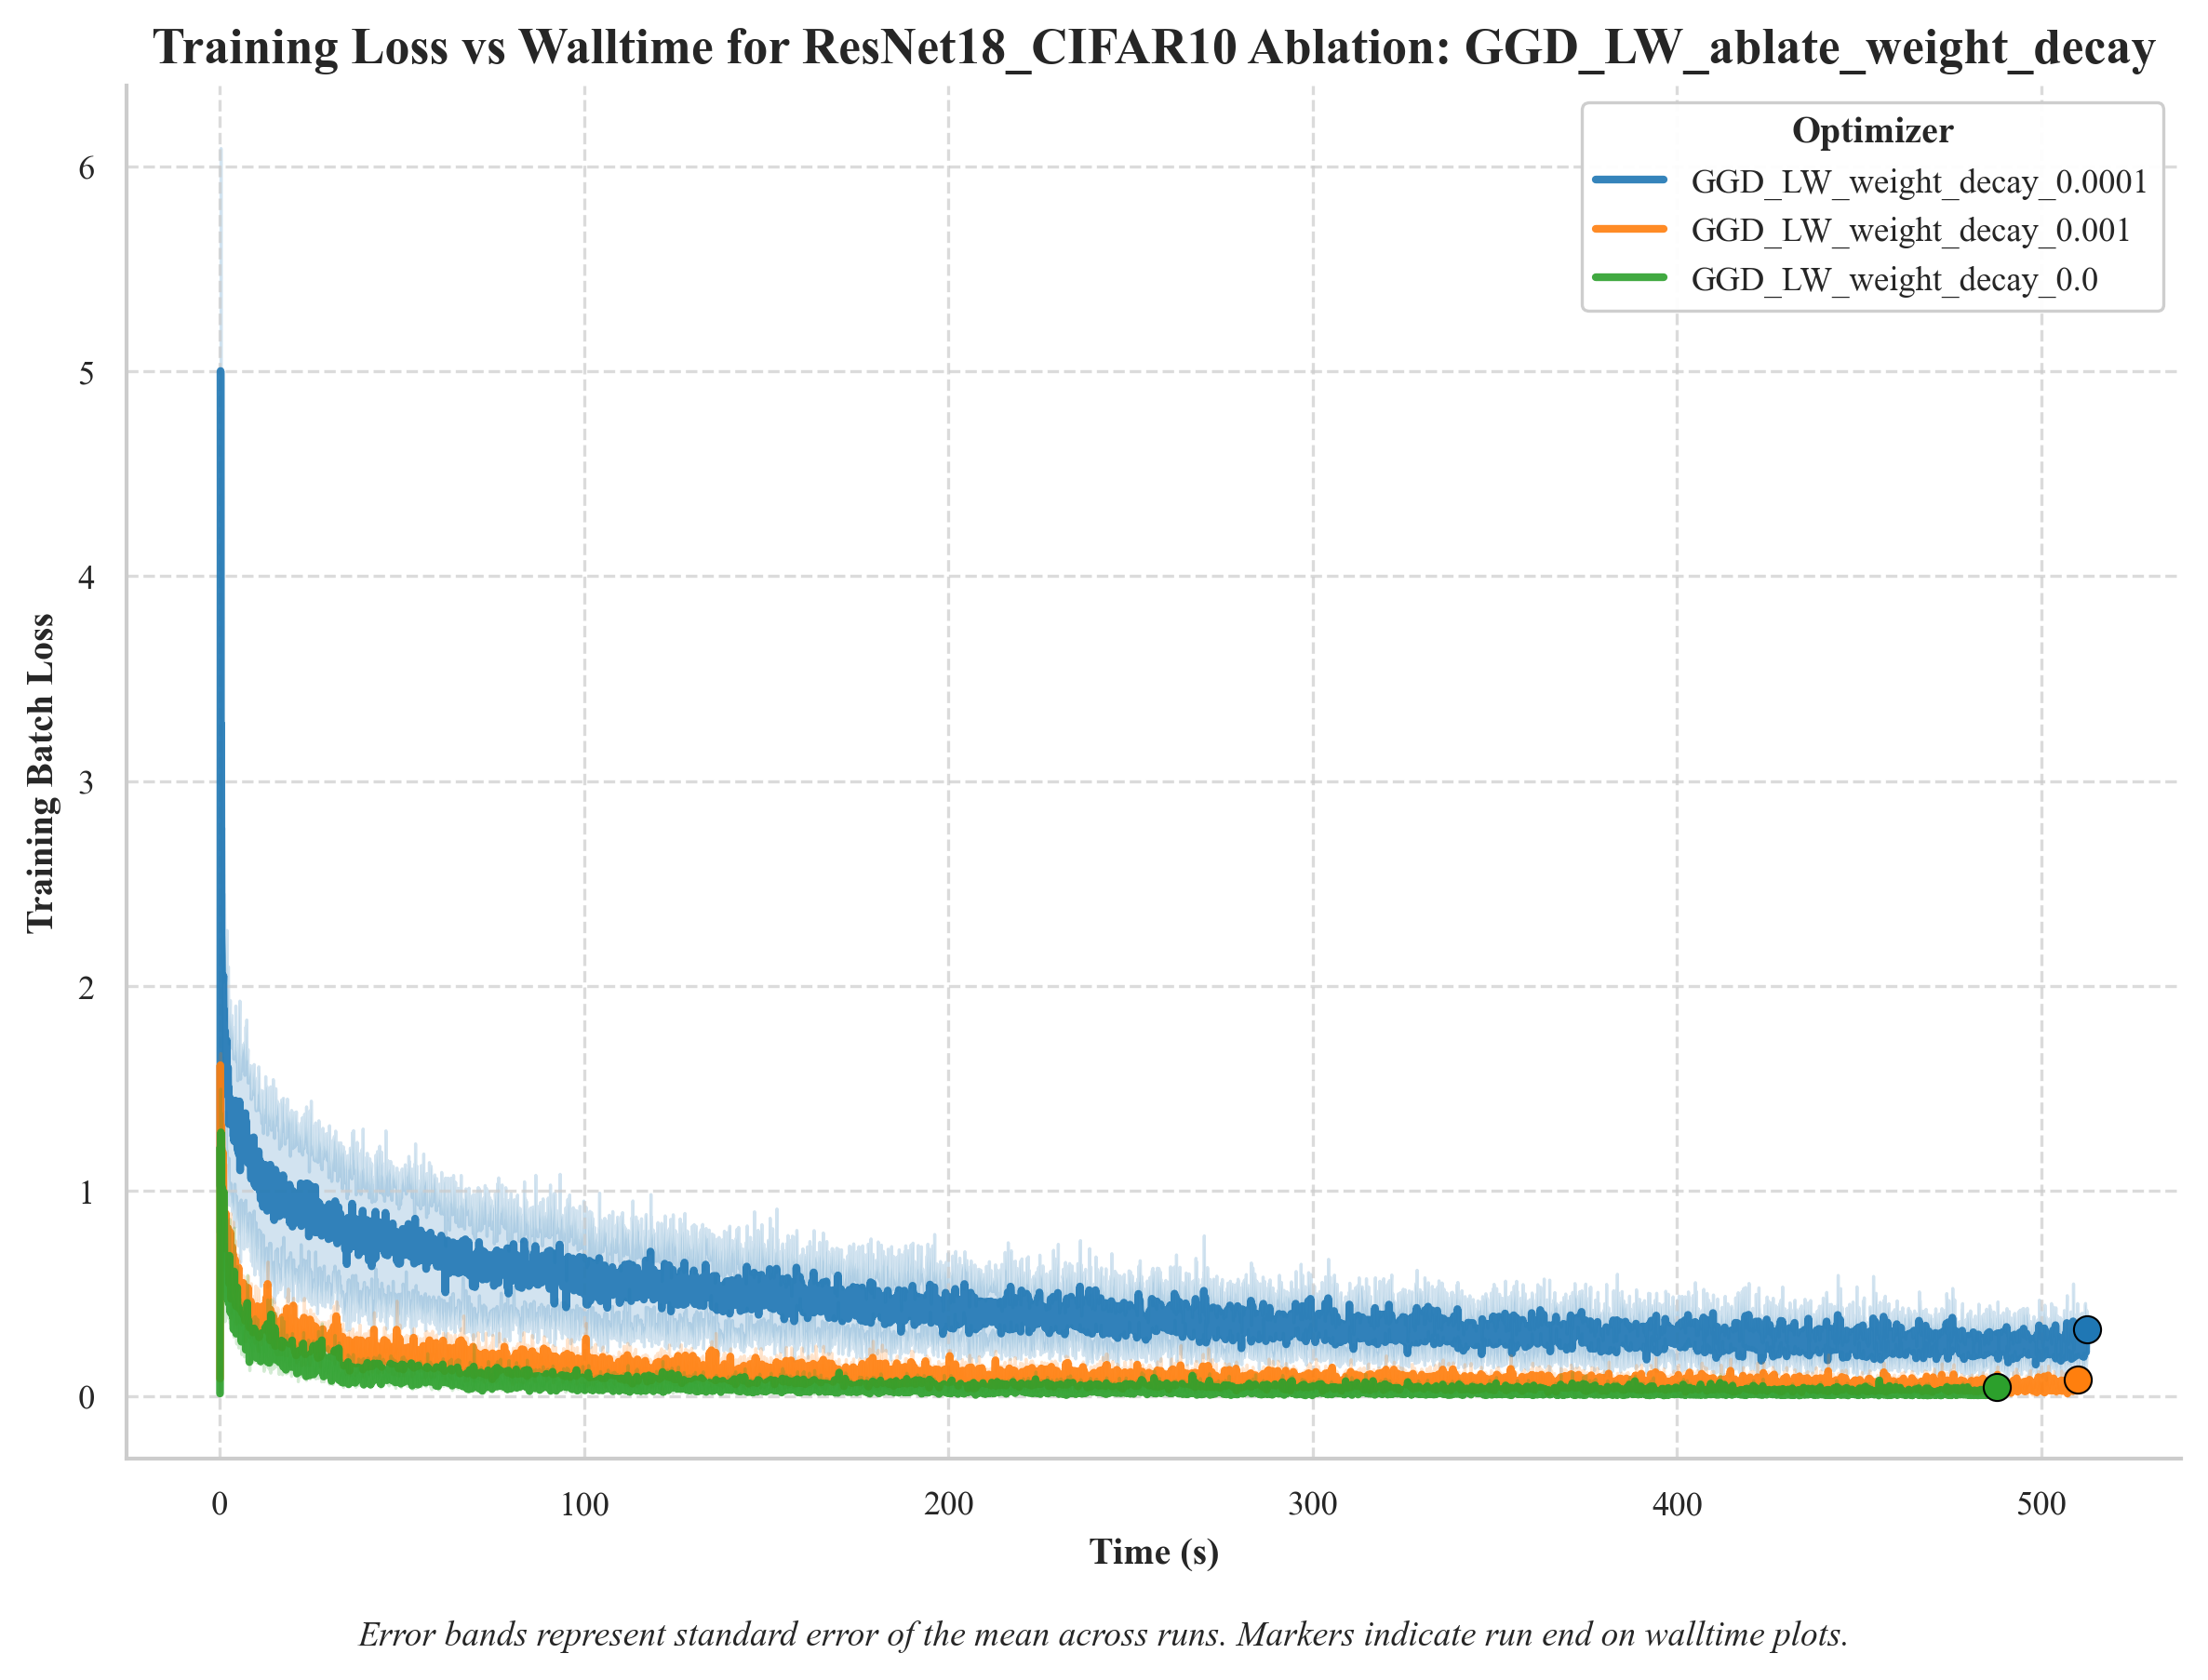 Training Loss vs Walltime for ResNet18_CIFAR10 Ablation: GGD_LW_ablate_weight_decay
Optimizer
GGD_LW_weight_decay_0.0001
GGD_LW_weight_decay_0.001
GGD_LW_weight_decay_0.0
Training Batch Loss
6
5
4
3
2
1
0
0 100 200 300 400 500
Time (s)
Error bands represent standard error of the mean across runs. Markers indicate run end on walltime plots.